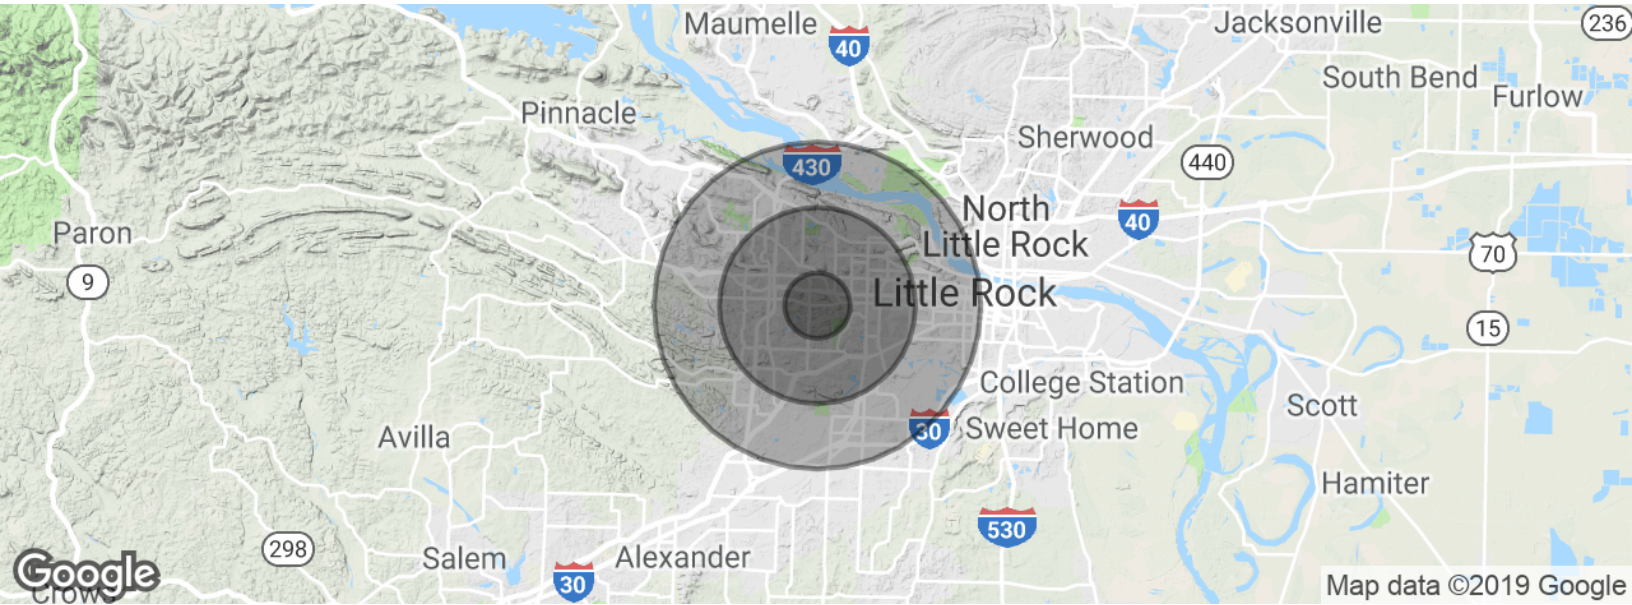 Maumelle
40
Jacksonville
236
South Bend
Furlow
Pinnacle
Sherwood
430
440
North
Little Rock
40
Paron
9
70
Little Rock
15
College Station
Scott
Avilla
30
Sweet Home
Hamiter
530
298
Salem
Alexander
30
Google
Map data ©2019 Google